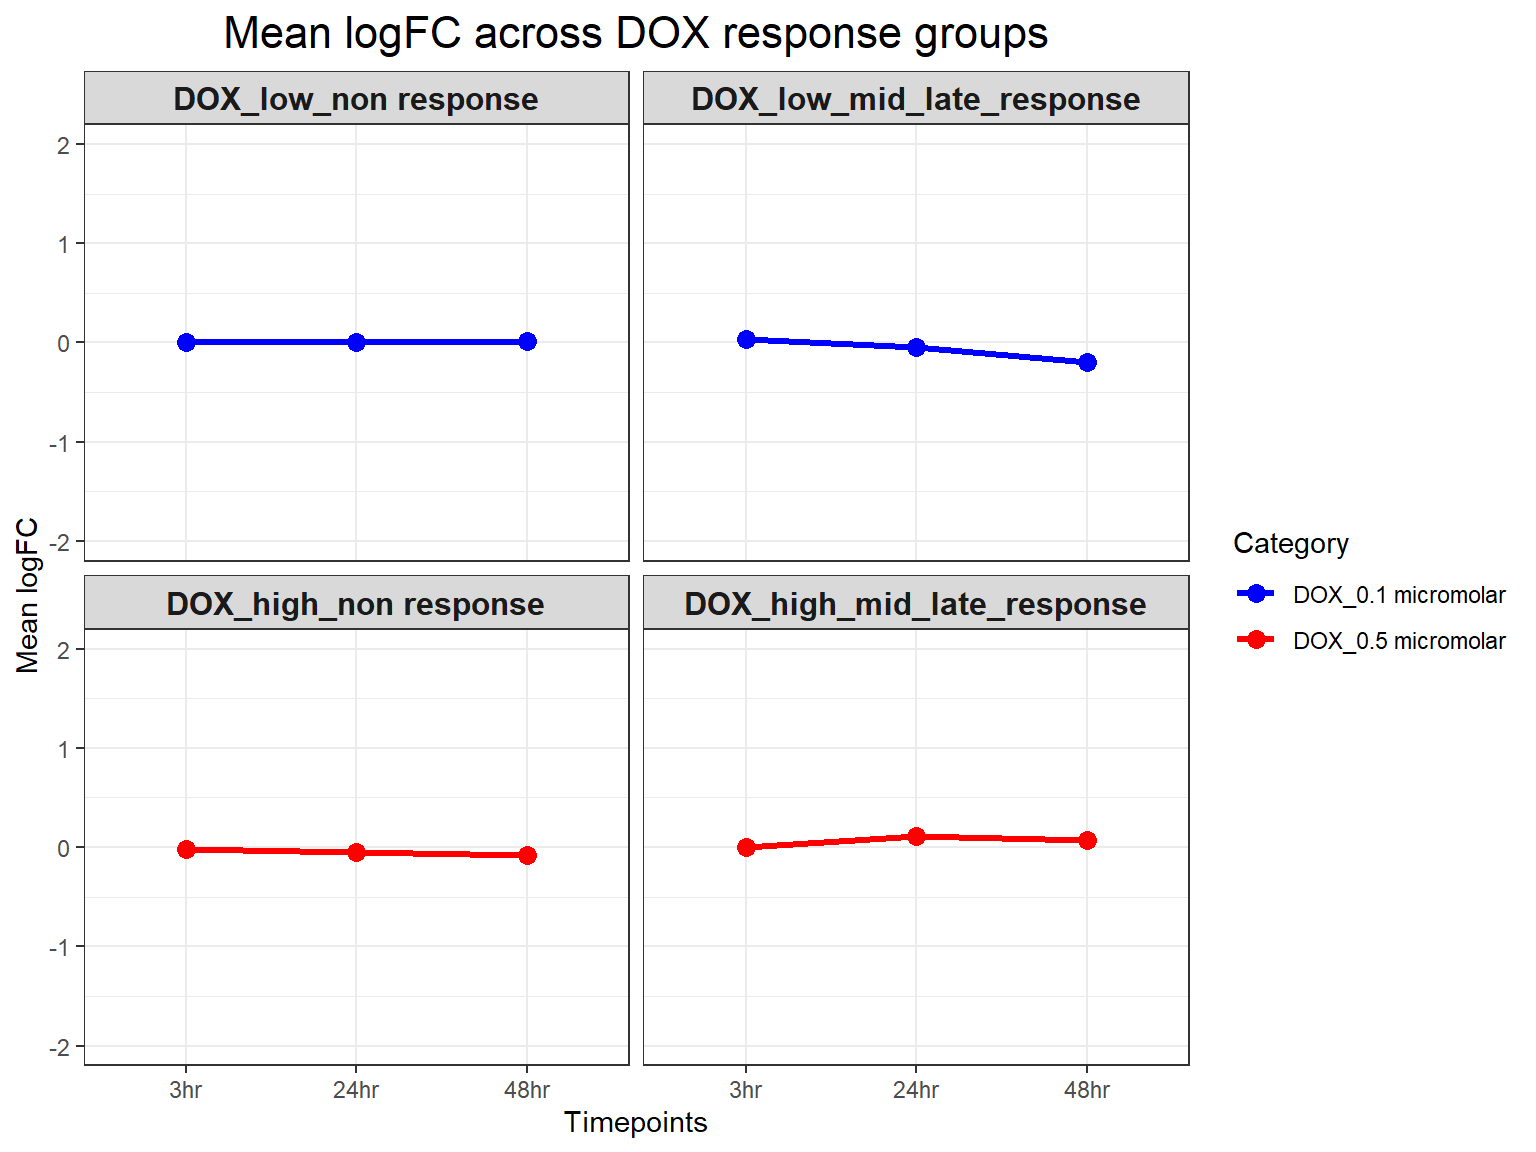 Mean logFC across DOX response groups
DOX_low_non response
DOX_low_mid_late_response
2
1
0
-1
-2
DOX_high_non response
DOX_high_mid_late_response
2
1
0
-1
-2
Mean logFC
3hr
24hr
48hr
3hr
24hr
48hr
Timepoints
Category
DOX_0.1 micromolar
DOX_0.5 micromolar